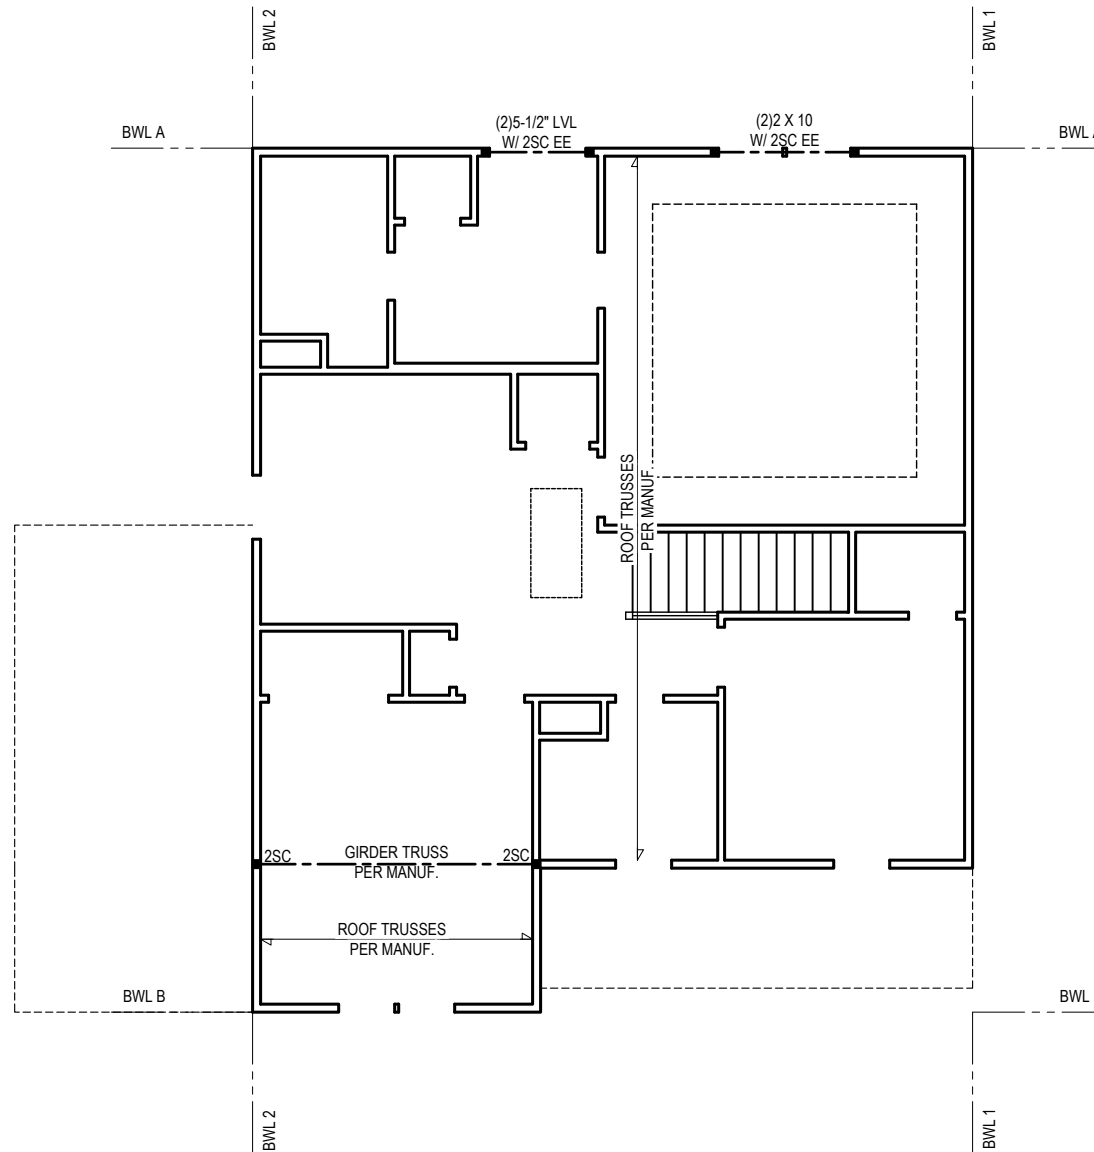 BWL 2
BWL 1
BWL A
(2)5-1/2" LVL
W/ 2SC EE
(2)2 X 10
W/ 2SC EE
BWL
ROOF TRUSSES
PER MANUF.
2SC
GIRDER TRUSS
PER MANUF.
2SC
ROOF TRUSSES
PER MANUF.
BWL B
BWL
BWL 2
BWL 1